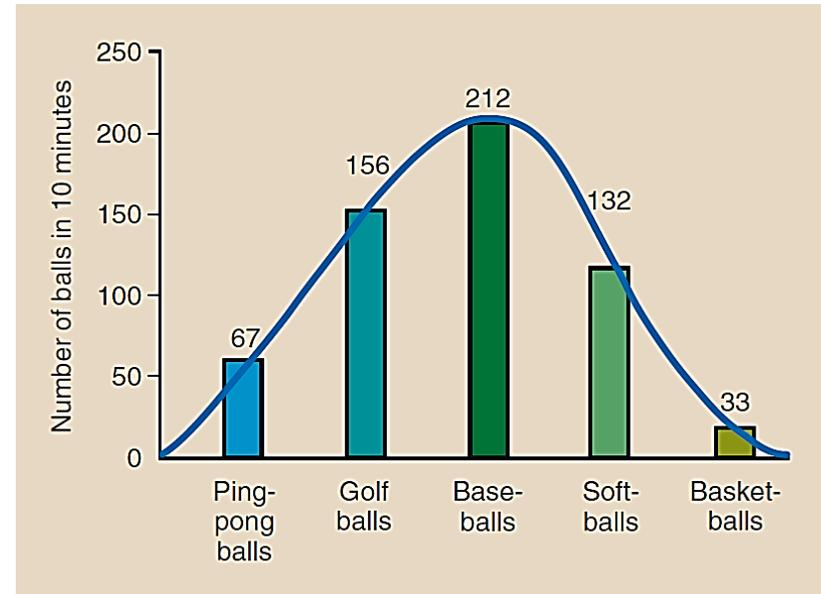 Number of balls in 10 minutes
250
200
150
100
50
0
67
156
212
132
33
Ping-
pong
balls
Golf
balls
Base-
balls
Soft-
balls
Basket-
balls